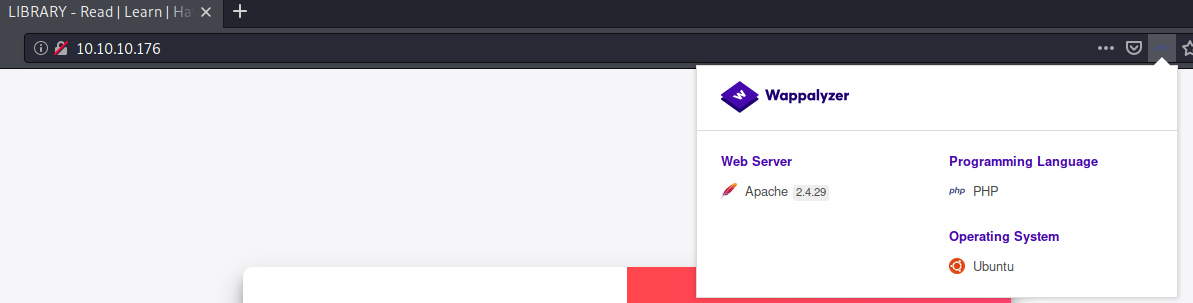 LIBRARY - Read | Learn | Ha
10.10.10.176
Wappalyzer
Web Server
Programming Language
Apache 2.4.29
php PHP
Operating System
Ubuntu